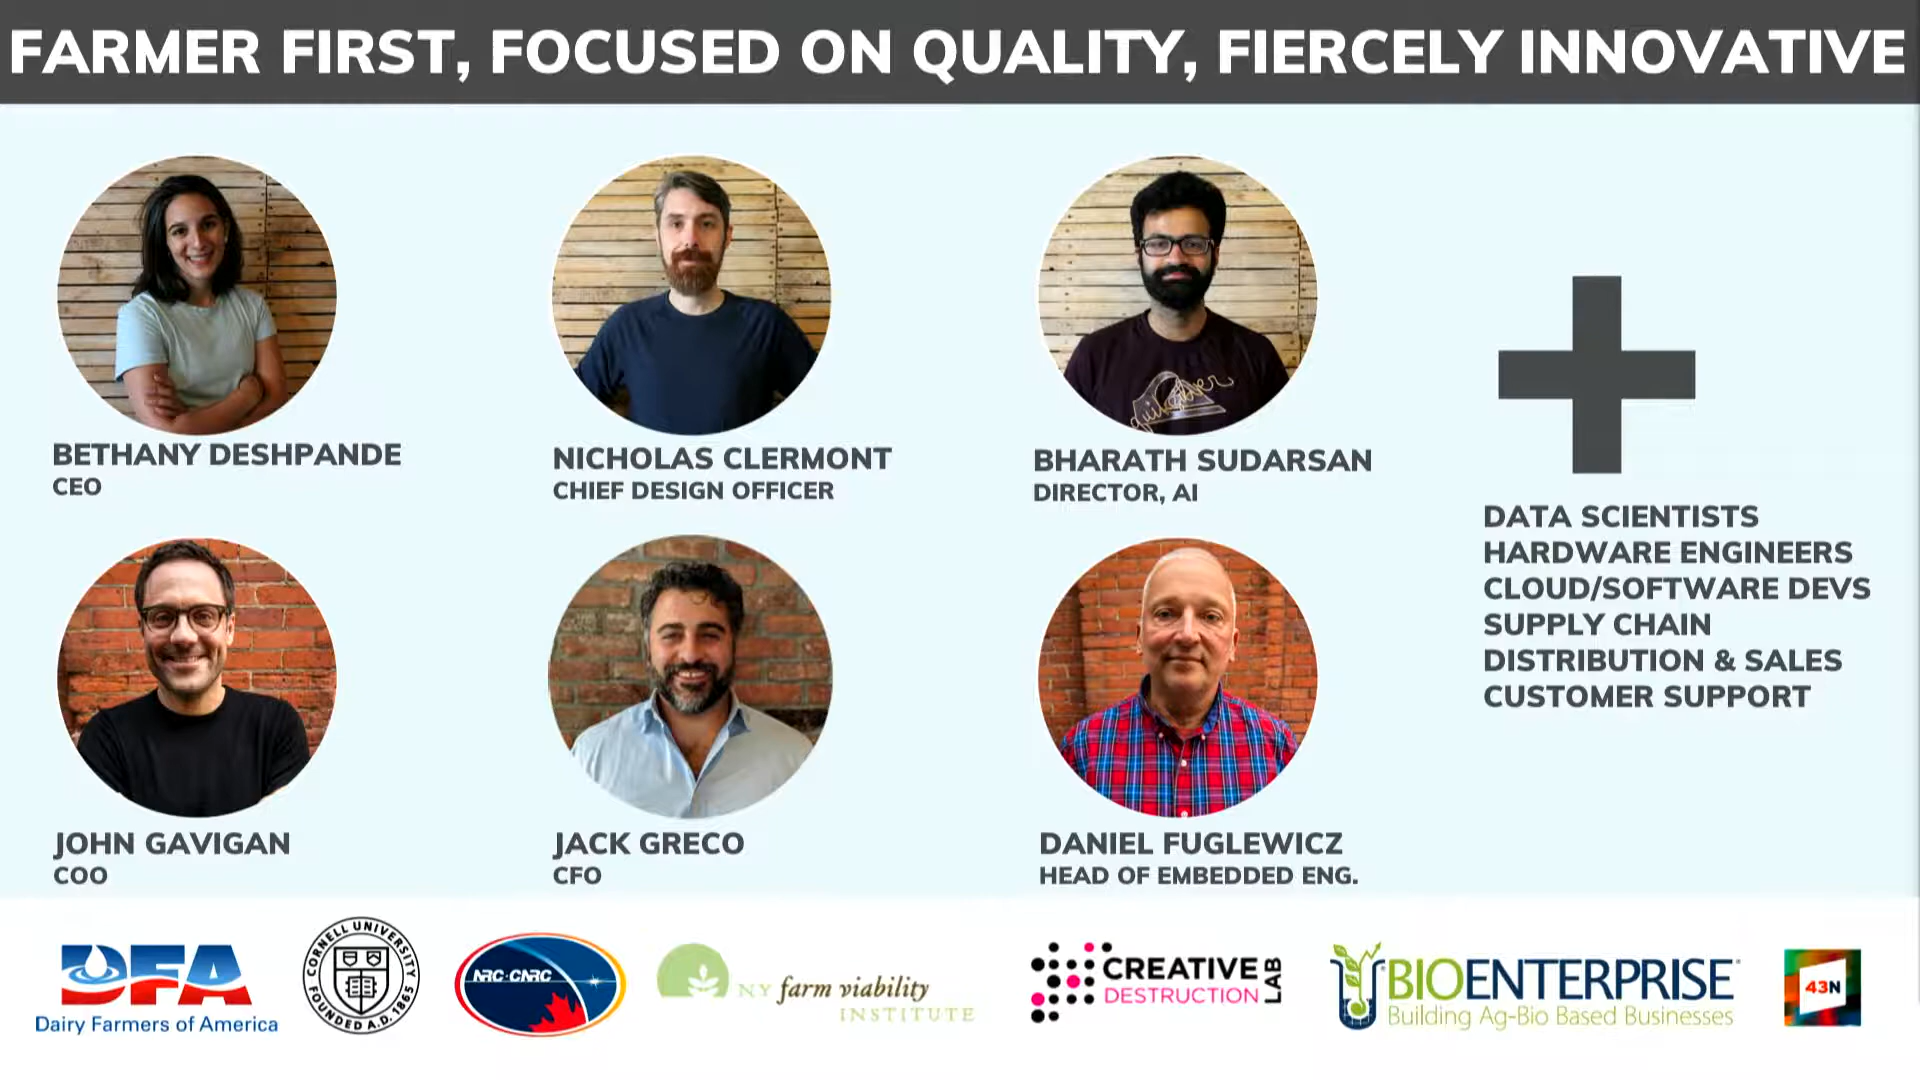 FARMER FIRST, FOCUSED ON QUALITY, FIERCELY INNOVATIVE
BETHANY DESHPANDE
CEO
NICHOLAS CLERMONT
CHIEF DESIGN OFFICER
BHARATH SUDARSAN
DIRECTOR, AI
JOHN GAVIGAN
COO
JACK GRECO
CFO
DANIEL FUGLEWICZ
HEAD OF EMBEDDED ENG.
DATA SCIENTISTS
HARDWARE ENGINEERS
CLOUD/SOFTWARE DEVS
SUPPLY CHAIN
DISTRIBUTION & SALES
CUSTOMER SUPPORT
quiksilver
DFA
Dairy Farmers of America
CORNELL UNIVERSITY
FOUNDED A.D. 1865
NRC·CNRC
NY farm viability
INSTITUTE
CREATIVE
DESTRUCTION
LAB
BIOENTERPRISE
Building Ag-Bio Based Businesses
43N